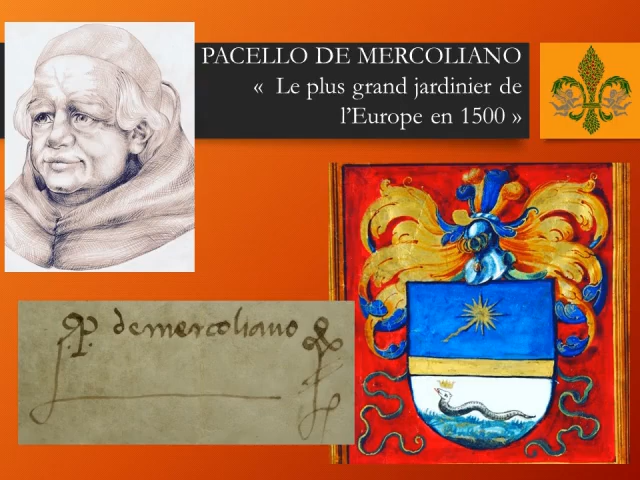 PACELLO DE MERCOLIANO
«  Le plus grand jardinier de
l’Europe en 1500 »
.P. demercoliano